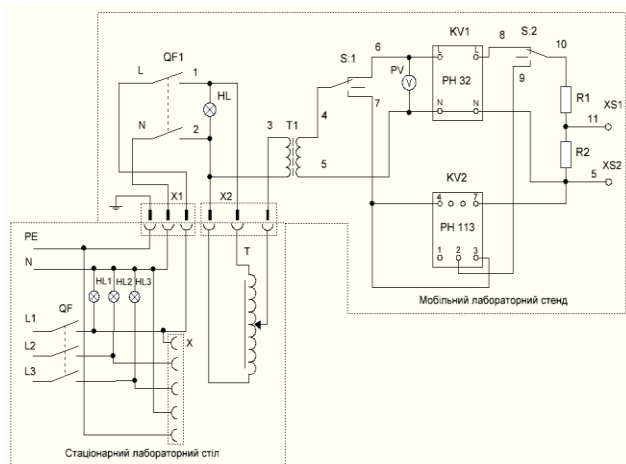 KV1
QF1
S:1
6
8
S:2
10
L
1
PV
V
L
L
PH 32
7
9
R1
XS1
HL
11
N
2
3
T1
4
N
N
R2
XS2
5
5
KV2
X1
X2
4
7
PH 113
PE
T
1
2
3
N
HL1
HL2
HL3
Мобільний лабораторний стенд
L1
QF
X
L2
L3
Стаціонарний лабораторний стіл